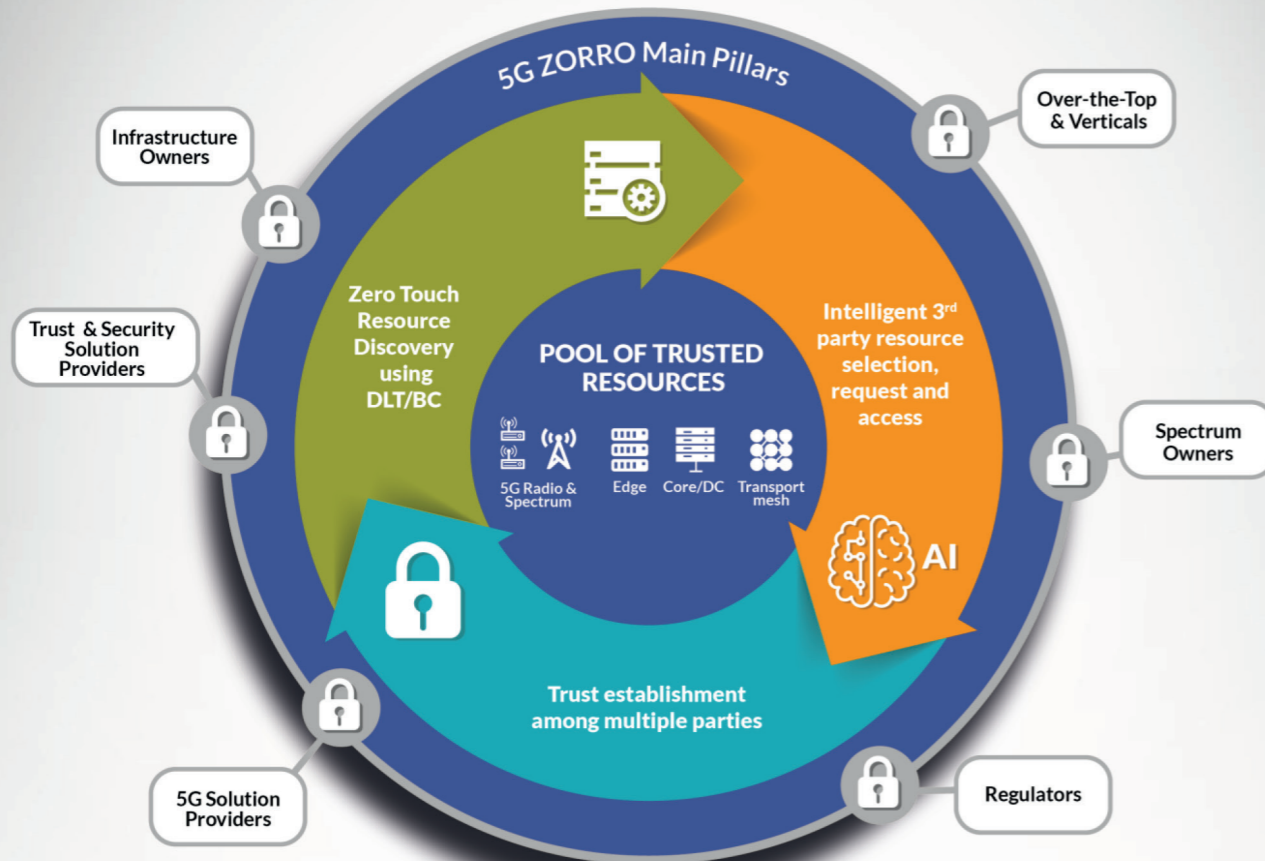 5G ZORRO Main Pillars
Infrastructure
Owners
Over-the-Top
& Verticals
Trust & Security
Solution
Providers
Zero Touch
Resource
Discovery
using
DLT/BC
POOL OF TRUSTED
RESOURCES
5G Radio &
Spectrum
Edge
Core/DC
Transport
mesh
Intelligent 3rd
party resource
selection,
request and
access
Spectrum
Owners
AI
Trust establishment
among multiple parties
5G Solution
Providers
Regulators